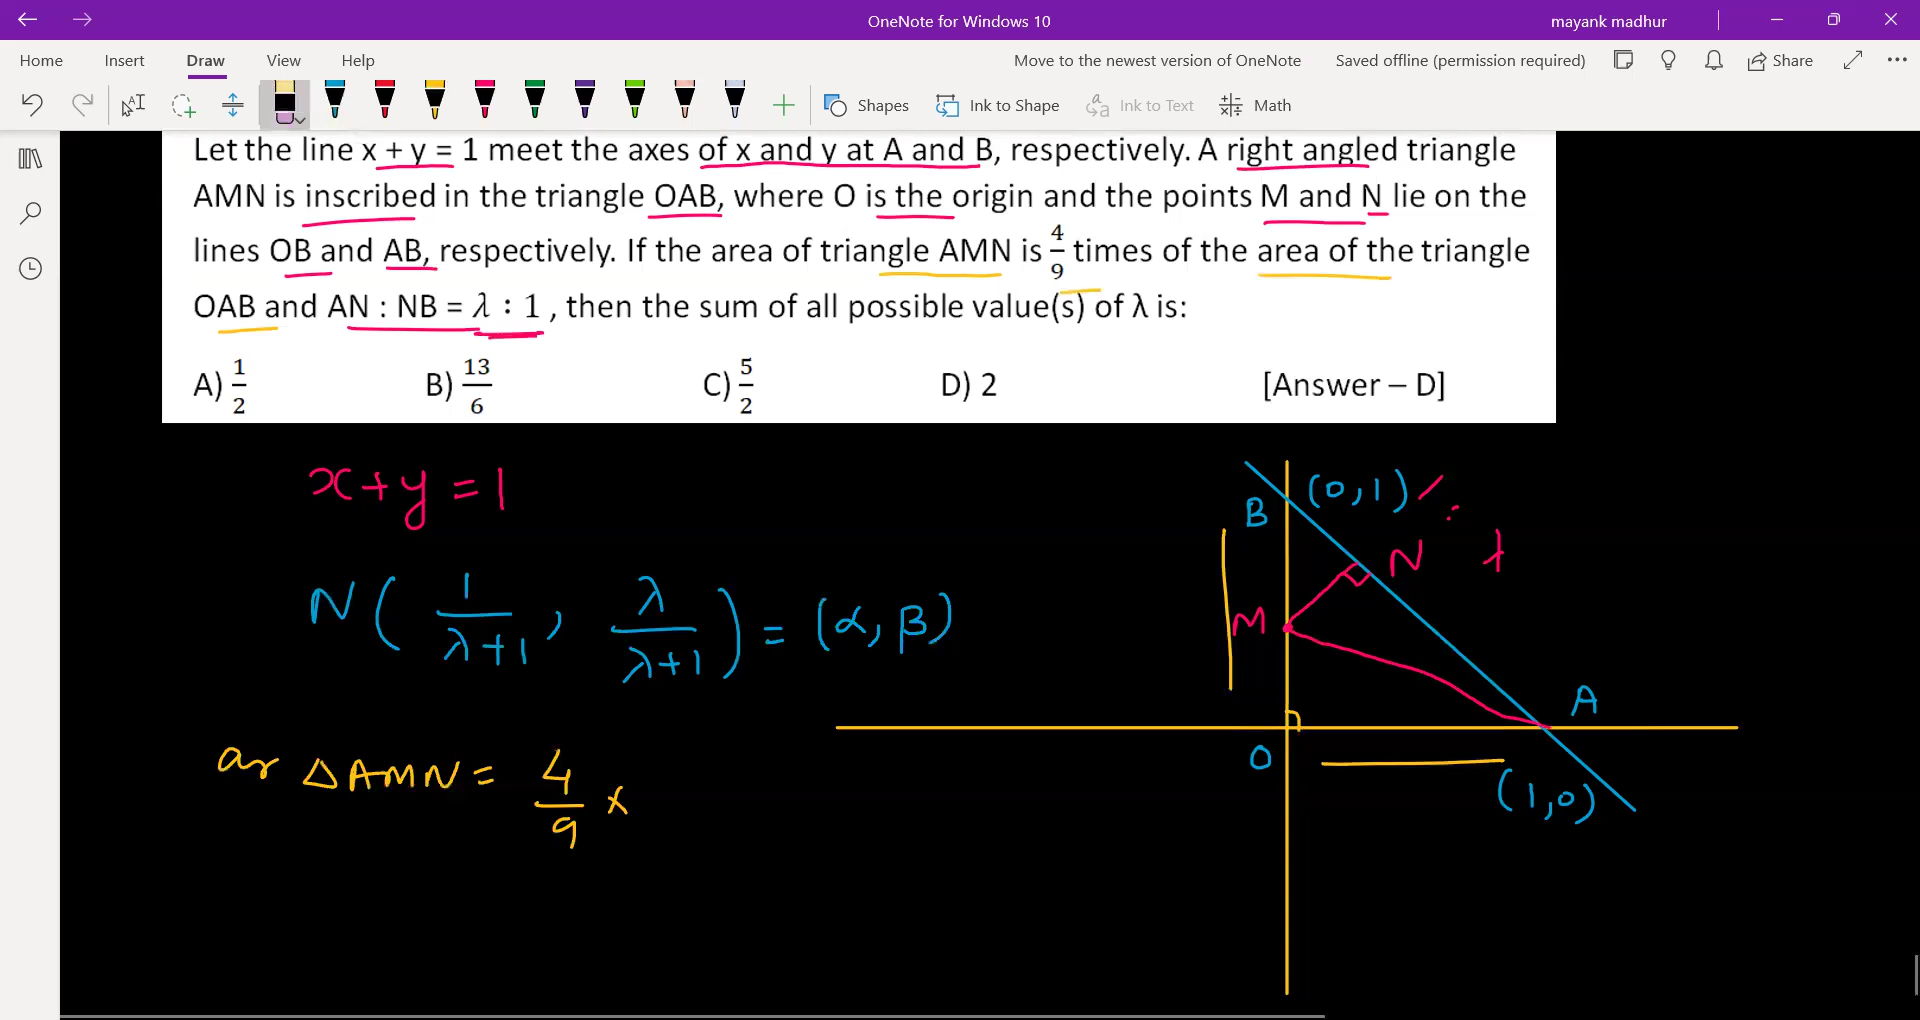 OneNote for Windows 10
mayank madhur
Home Insert Draw View Help
Move to the newest version of OneNote Saved offline (permission required) Share
Shapes Ink to Shape Ink to Text Math
Let the line x + y = 1 meet the axes of x and y at A and B, respectively. A right angled triangle
AMN is inscribed in the triangle OAB, where O is the origin and the points M and N lie on the
lines OB and AB, respectively. If the area of triangle AMN is 4/9 times of the area of the triangle
OAB and AN : NB = λ : 1 , then the sum of all possible value(s) of λ is:
A) 1/2 B) 13/6 C) 5/2 D) 2 [Answer – D]
x+y=1
B (0,1) :
N λ
N( 1/(λ+1) , λ/(λ+1) ) = (α, β)
M
A
O
(1,0)
ar △AMN = 4/9 ×